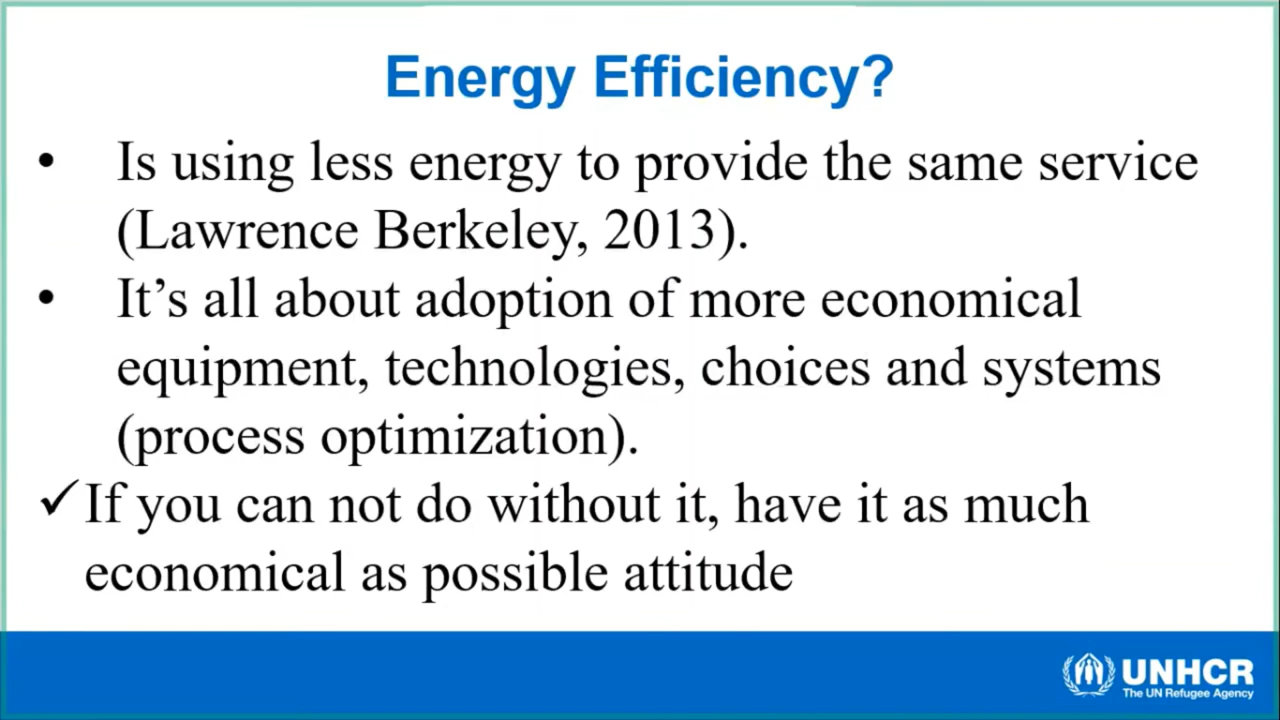 Energy Efficiency?
• Is using less energy to provide the same service
(Lawrence Berkeley, 2013).
• It’s all about adoption of more economical
equipment, technologies, choices and systems
(process optimization).
✓If you can not do without it, have it as much
economical as possible attitude
UNHCR
The UN Refugee Agency